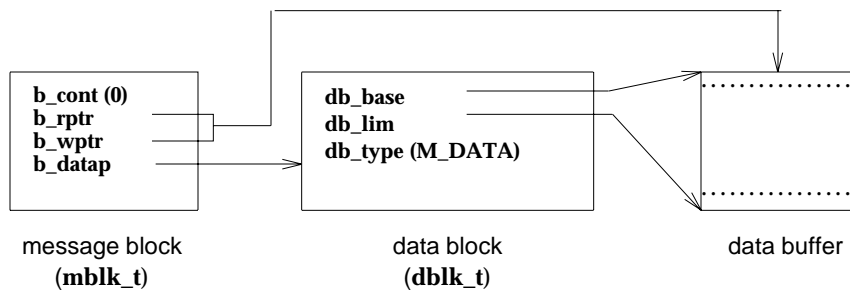 b_cont (0)
b_rptr
b_wptr
b_datap
db_base
db_lim
db_type (M_DATA)
message block
(mblk_t)
data block
(dblk_t)
data buffer